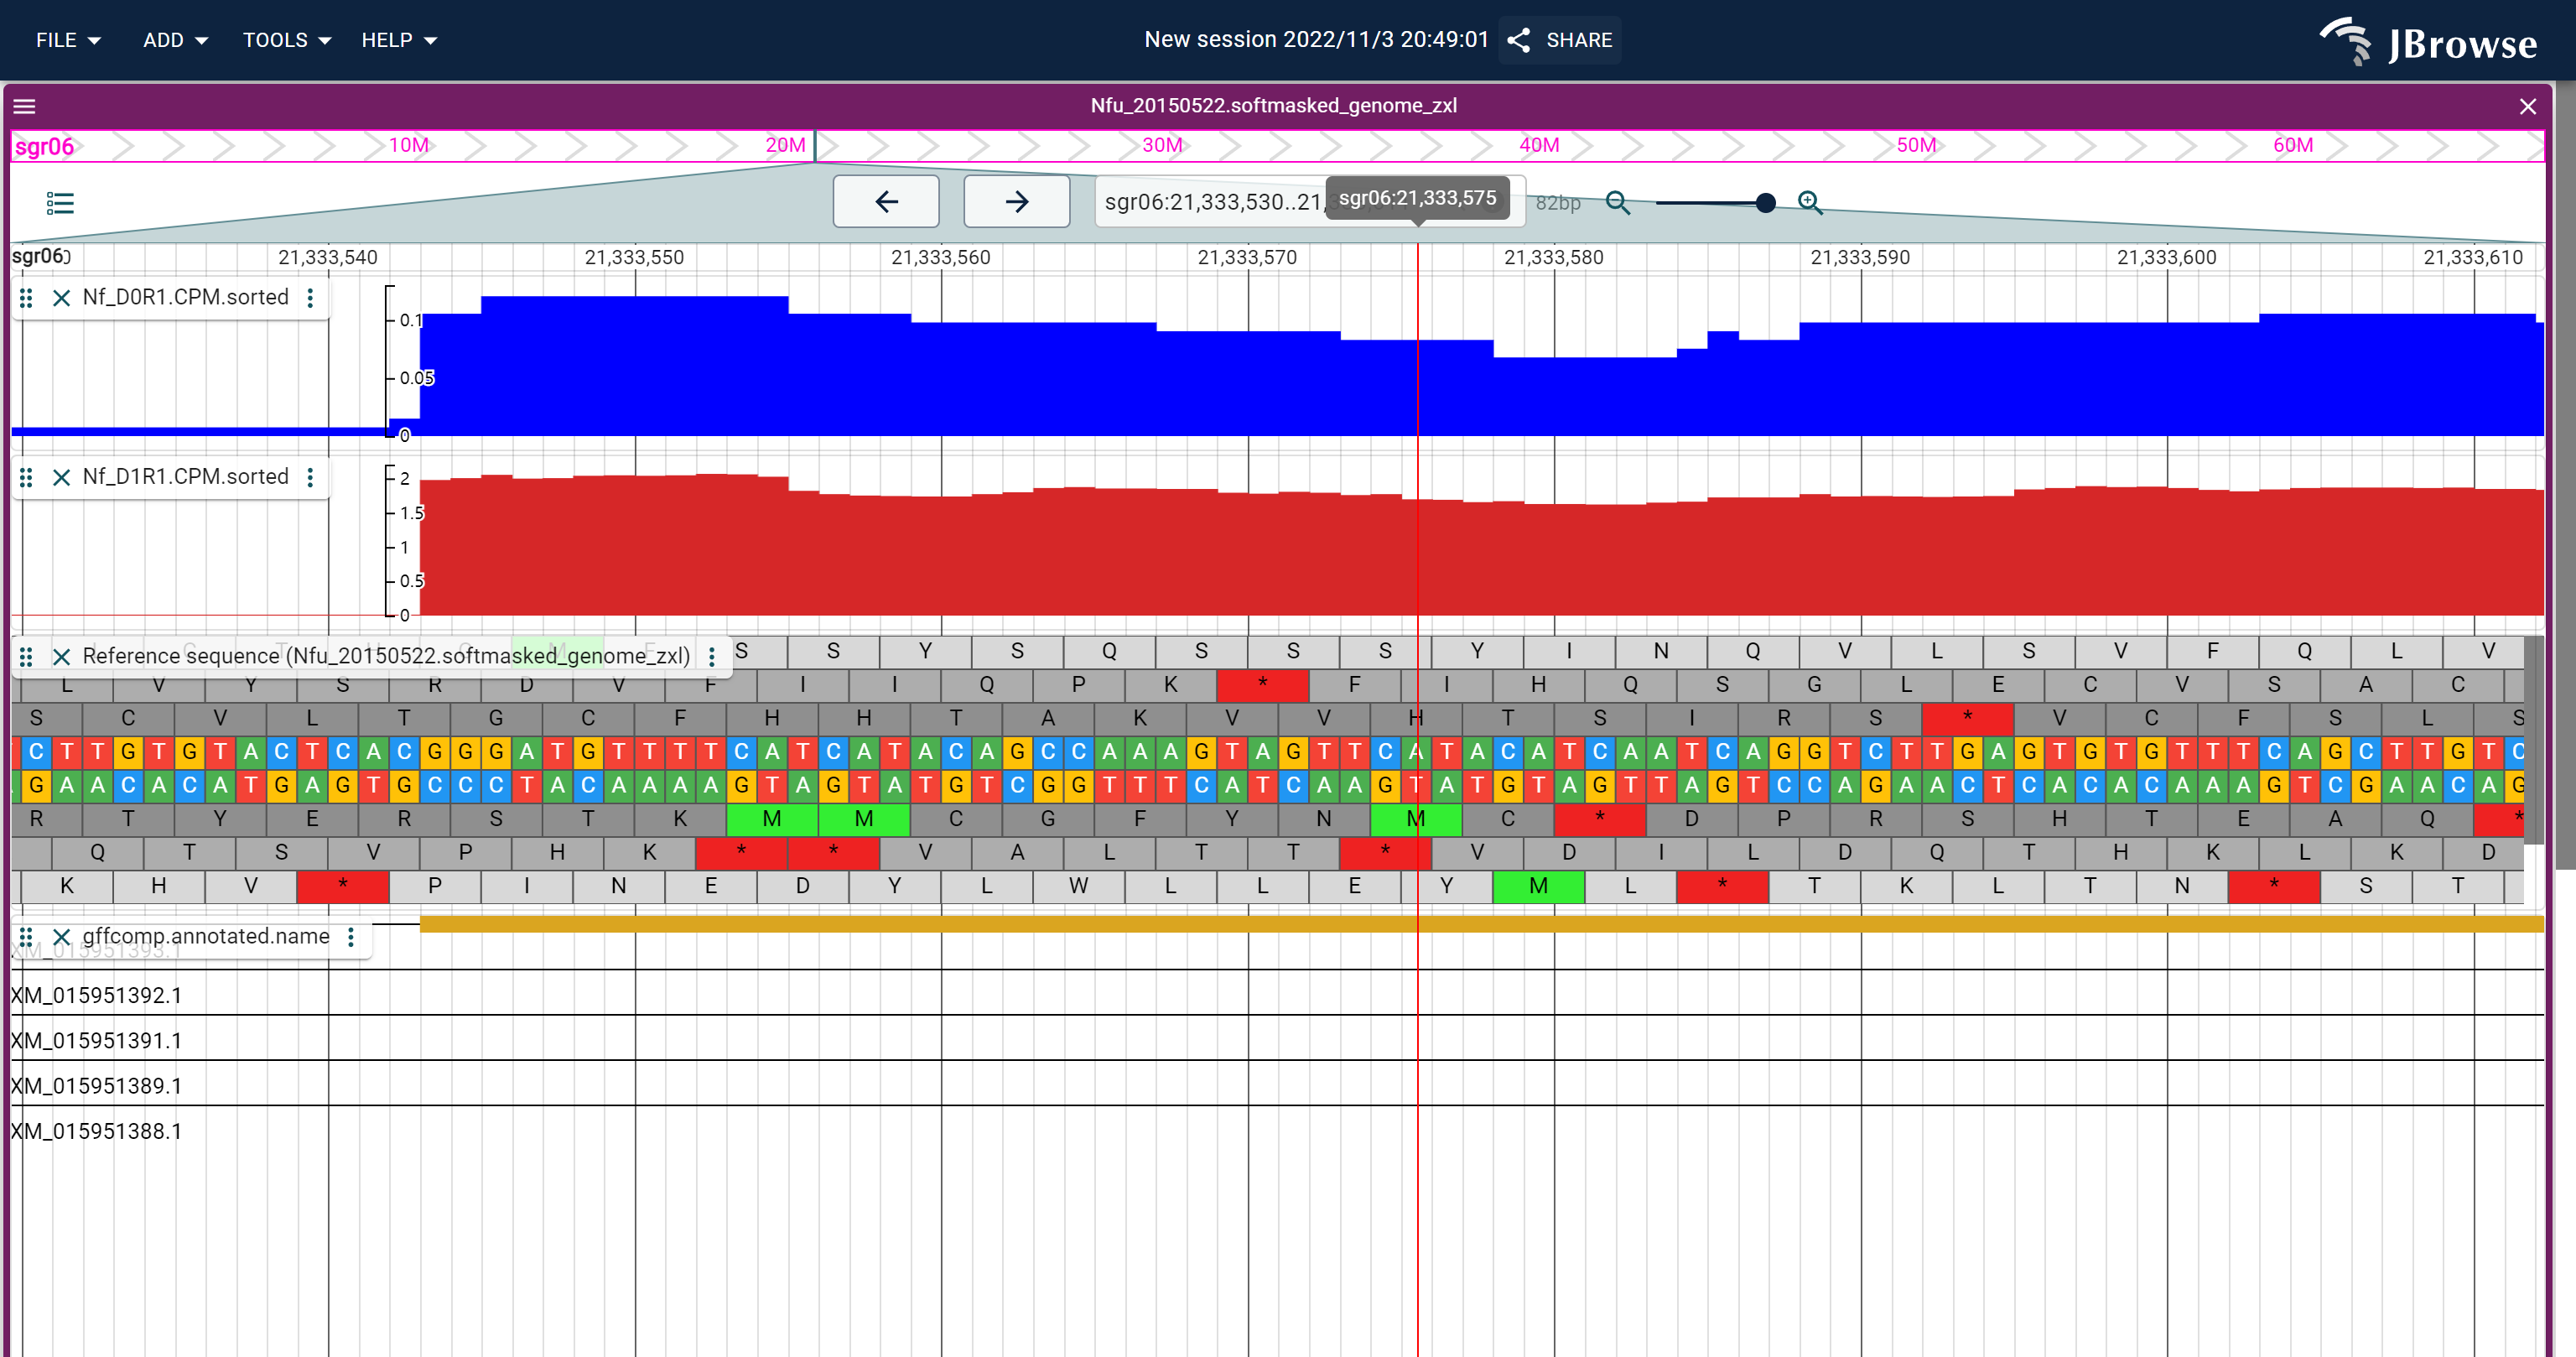 FILE ADD TOOLS HELP New session 2022/11/3 20:49:01 SHARE JBrowse
Nfu_20150522.softmasked_genome_zxl
sgr06 10M 20M 30M 40M 50M 60M
sgr06:21,333,530..21, sgr06:21,333,575 82bp
sgr06 21,333,540 21,333,550 21,333,560 21,333,570 21,333,580 21,333,590 21,333,600 21,333,610
Nf_D0R1.CPM.sorted
0.1
0.05
0
Nf_D1R1.CPM.sorted
2
1.5
1
0.5
0
Reference sequence (Nfu_20150522.softmasked_genome_zxl) S S Y S Q S S S Y I N Q V L S V F Q L V
L V Y S R D V F I I Q P K * F I H Q S G L E C V S A C
S C V L T G C F H H T A K V V H T S I R S * V C F S L S
C T T G T G T A C T C A C G G G A T G T T T T C A T C A T A C A G C C A A A G T A G T T C A T A C A T C A A T C A G G T C T T G A G T G T G T T T C A G C T T G T C
G A A C A C A T G A G T G C C C T A C A A A A G T A G T A T G T C G G T T T C A T C A A G T A T G T A G T T A G T C C A G A A C T C A C A C A A A G T C G A A C A G
R T Y E R S T K M M C G F Y N M C * D P R S H T E A Q *
Q T S V P H K * * V A L T T * V D I L D Q T H K L K D
K H V * P I N E D Y L W L L E Y M L * T K L T N * S T
gffcomp.annotated.name
XM_015951393.1
XM_015951392.1
XM_015951391.1
XM_015951389.1
XM_015951388.1